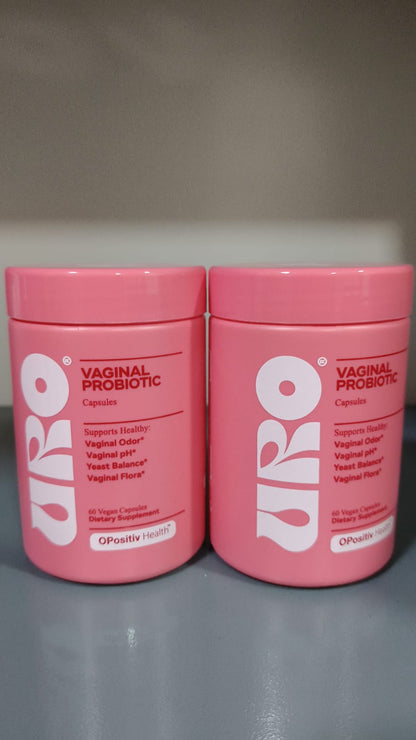 URO®
VAGINAL
PROBIOTIC
Capsules
Supports Healthy:
Vaginal Odor*
Vaginal pH*
Yeast Balance*
Vaginal Flora*
60 Vegan Capsules
Dietary Supplement
OPositiv Health™
URO®
VAGINAL
PROBIOTIC
Capsules
Supports Healthy:
Vaginal Odor*
Vaginal pH*
Yeast Balance*
Vaginal Flora*
60 Vegan Capsules
Dietary Supplement
OPositiv Health